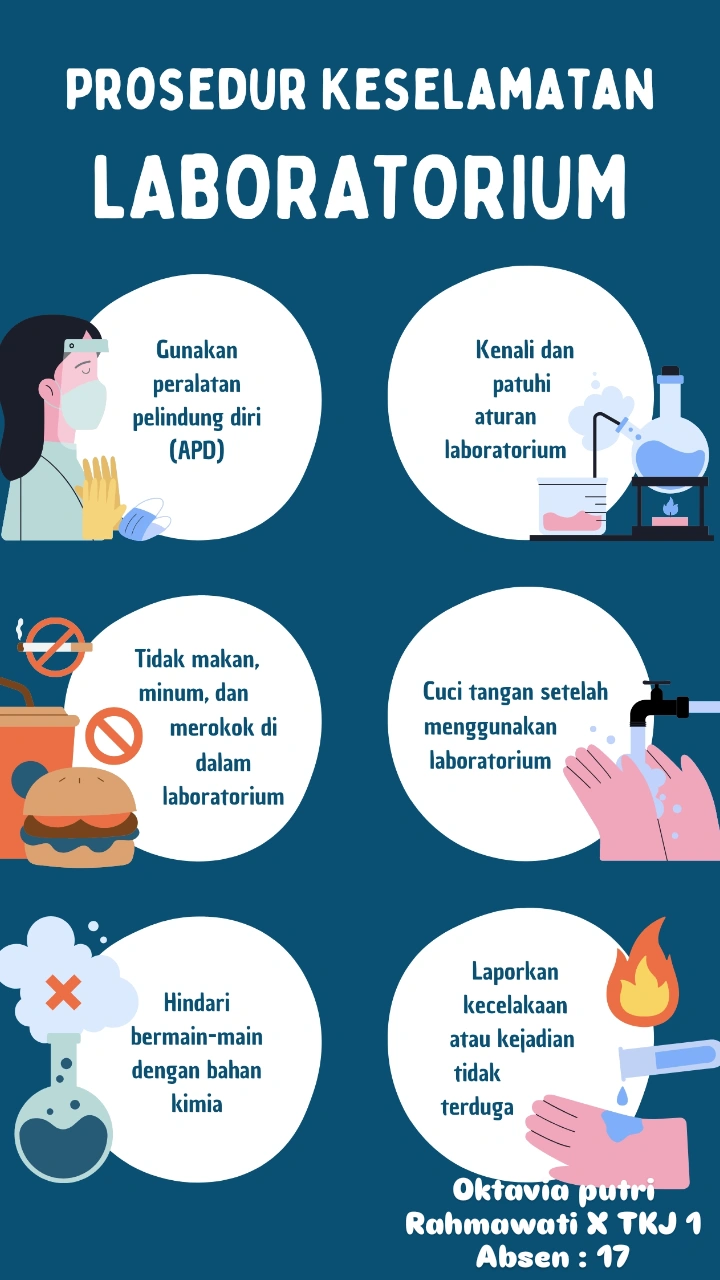 PROSEDUR KESELAMATAN
LABORATORIUM
Gunakan
peralatan
pelindung diri
(APD)
Kenali dan
patuhi
aturan
laboratorium
Tidak makan,
minum, dan
merokok di
dalam
laboratorium
Cuci tangan setelah
menggunakan
laboratorium
Hindari
bermain-main
dengan bahan
kimia
Laporkan
kecelakaan
atau kejadian
tidak
terduga
Oktavia putri
Rahmawati X TKJ 1
Absen : 17